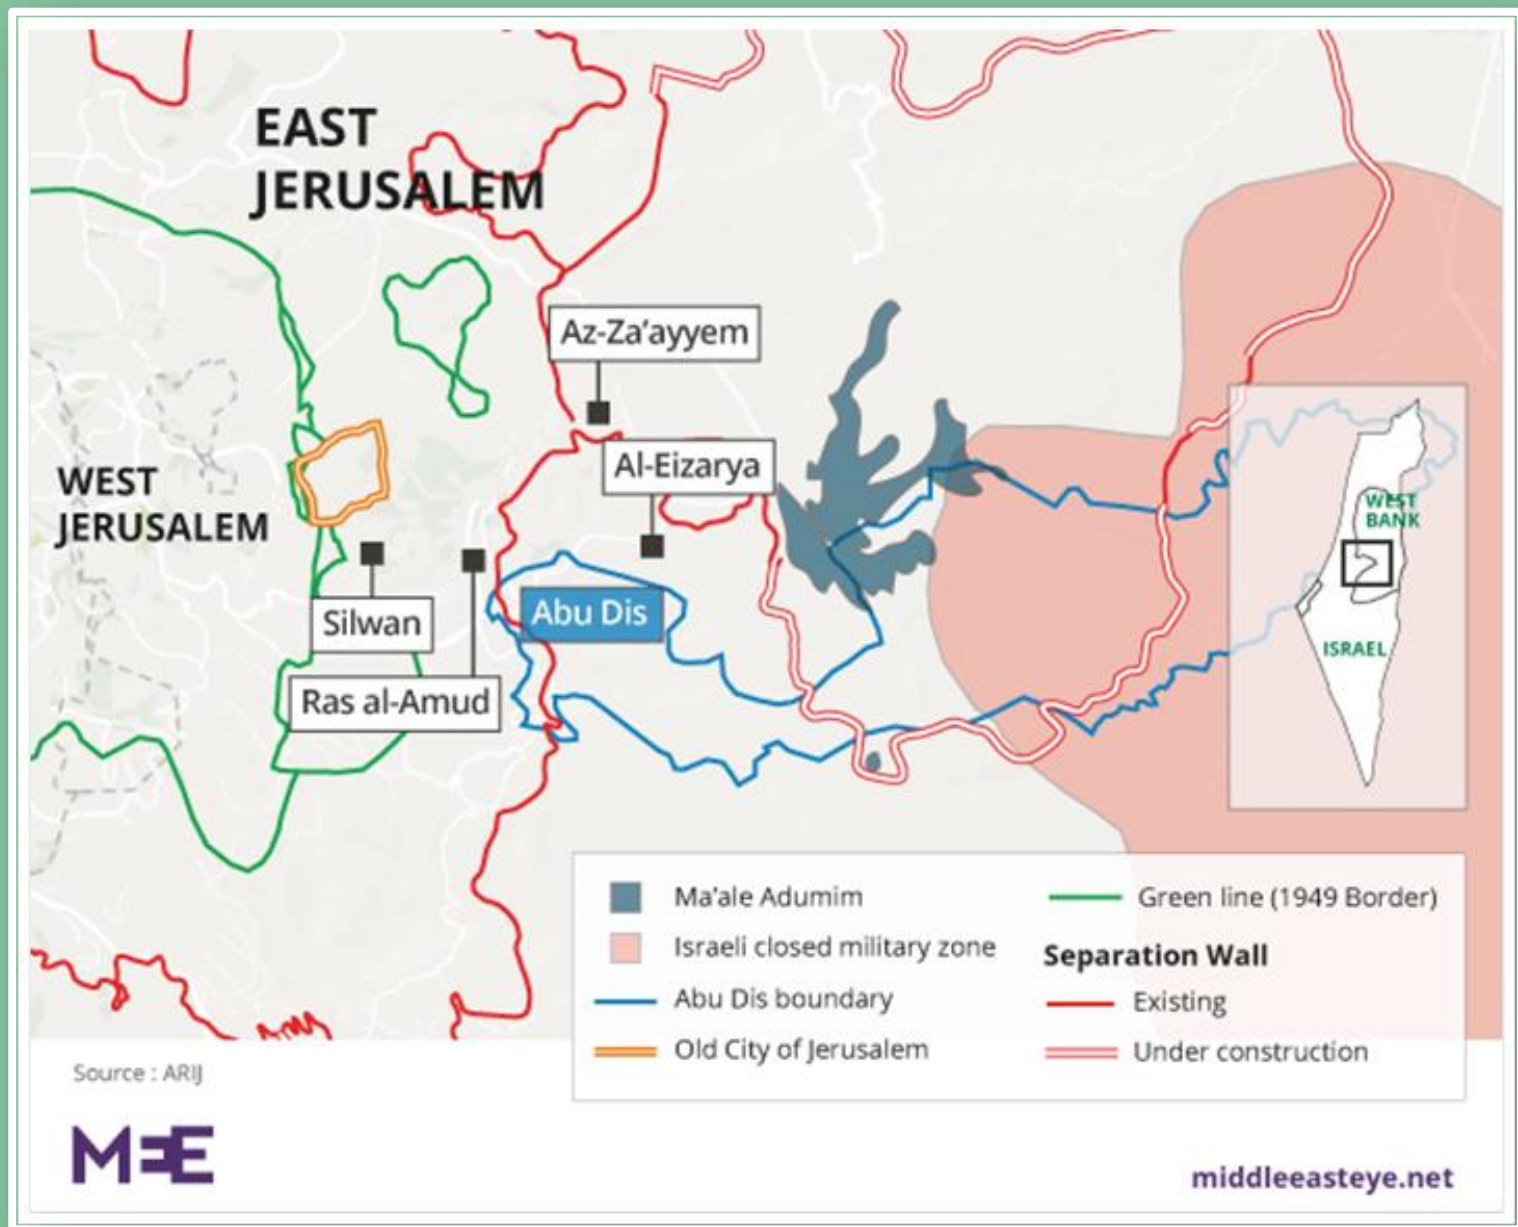 EAST
JERUSALEM
Az-Za'ayyem
Al-Eizarya
WEST
JERUSALEM
WEST
BANK
Abu Dis
Silwan
ISRAEL
Ras al-Amud
Ma'ale Adumim
Israeli closed military zone
Abu Dis boundary
Old City of Jerusalem
Green line (1949 Border)
Separation Wall
Existing
Under construction
Source : ARIJ
MEE
middleeasteye.net